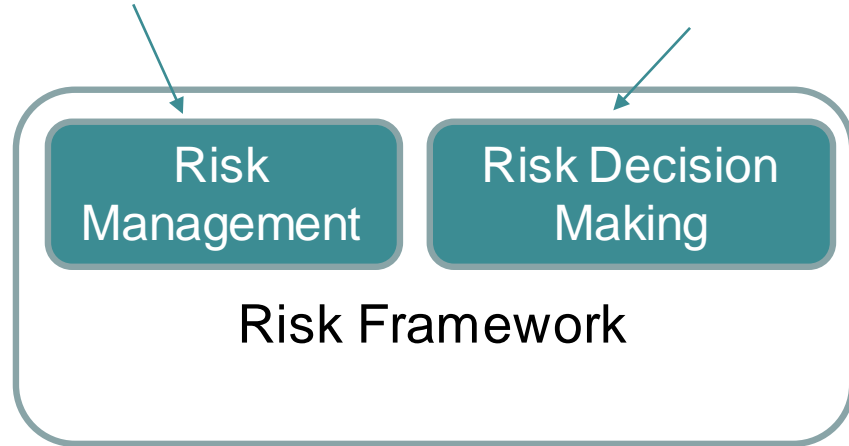 Risk
Management
Risk Decision
Making
Risk Framework